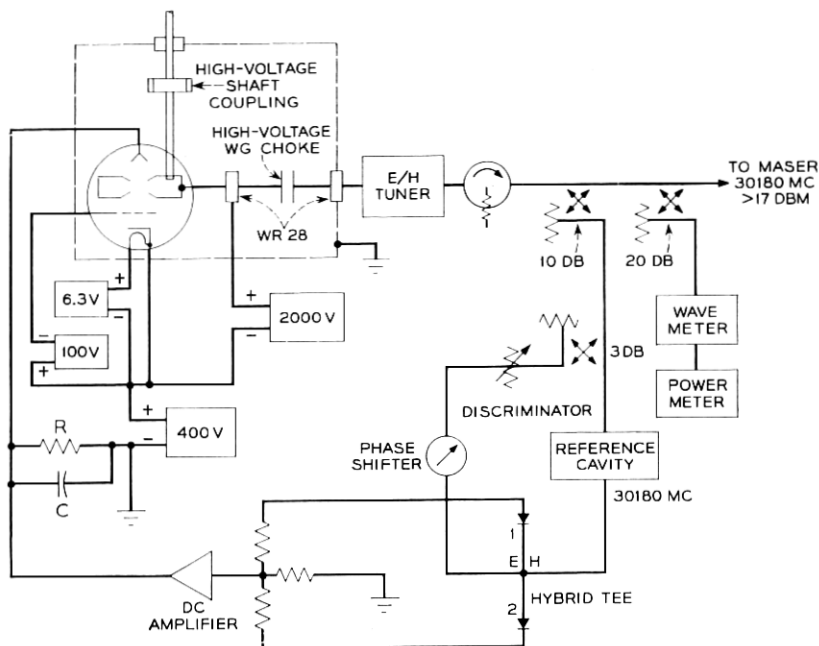 HIGH-VOLTAGE
SHAFT
COUPLING
HIGH-VOLTAGE
WG CHOKE
E/H
TUNER
TO MASER
30180 MC
>17 DBM
WR 28
10 DB
20 DB
+
6.3V
−
+
2000V
−
−
100V
+
3DB
WAVE
METER
POWER
METER
DISCRIMINATOR
+
400V
−
R
C
PHASE
SHIFTER
REFERENCE
CAVITY
30180 MC
1
E H
HYBRID TEE
2
DC
AMPLIFIER